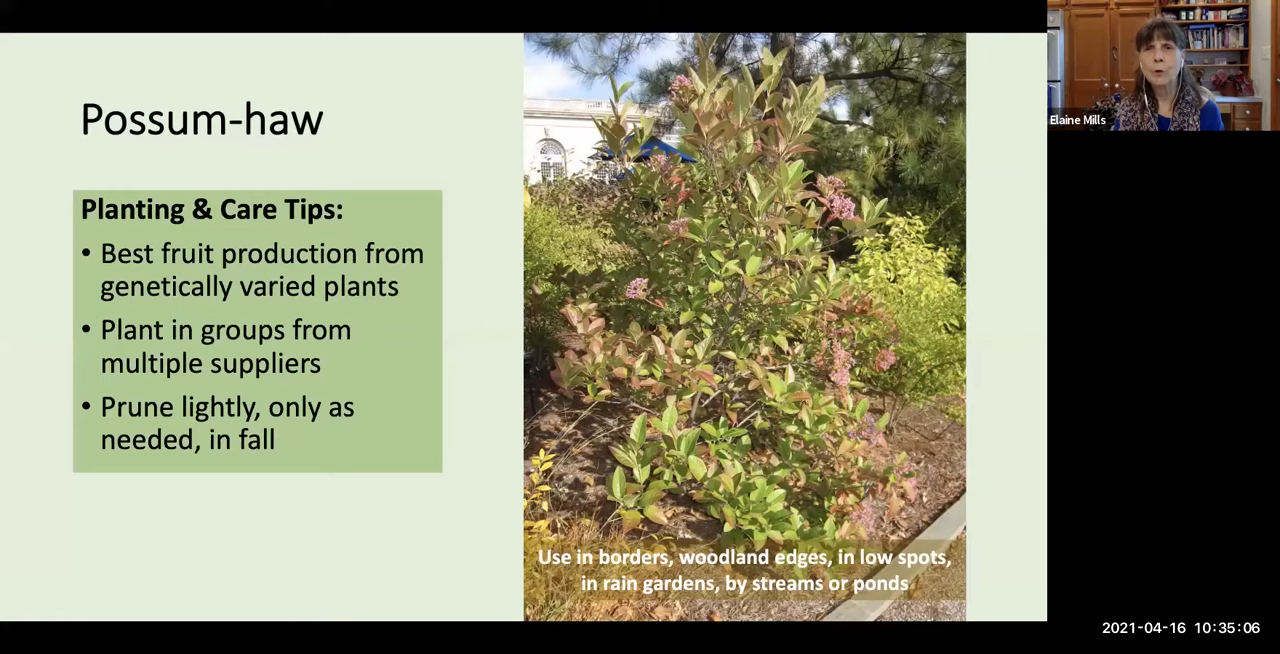 Possum-haw
Planting & Care Tips:
• Best fruit production from
genetically varied plants
• Plant in groups from
multiple suppliers
• Prune lightly, only as
needed, in fall
Use in borders, woodland edges, in low spots,
in rain gardens, by streams or ponds
Elaine Mills
2021-04-16 10:35:06